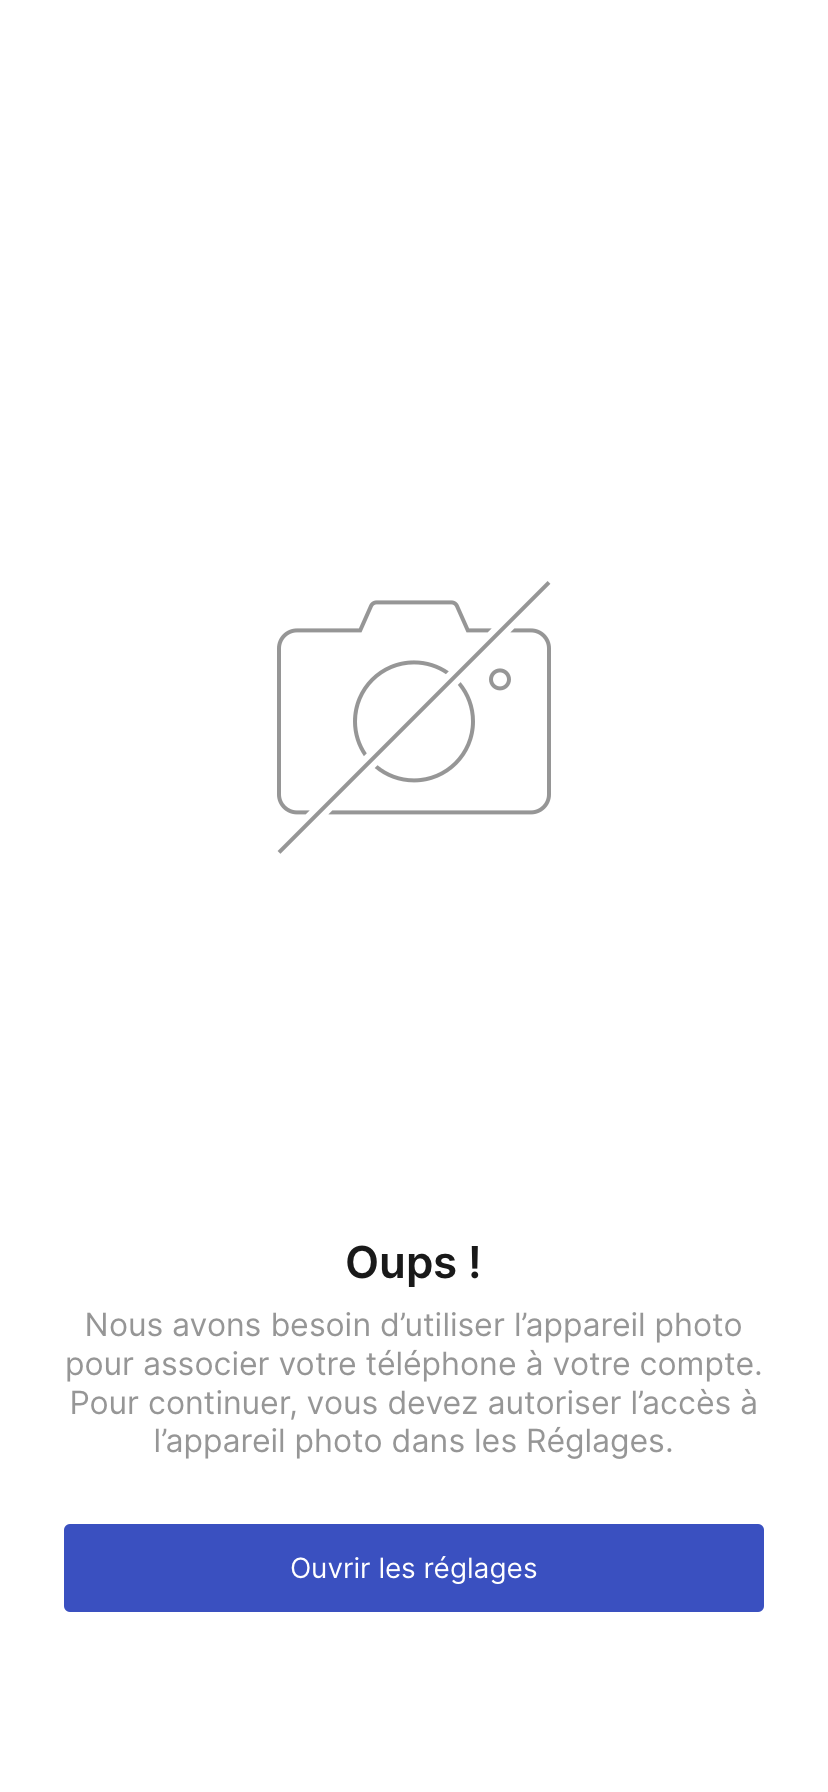 Oups !
Nous avons besoin d’utiliser l’appareil photo
pour associer votre téléphone à votre compte.
Pour continuer, vous devez autoriser l’accès à
l’appareil photo dans les Réglages.
Ouvrir les réglages